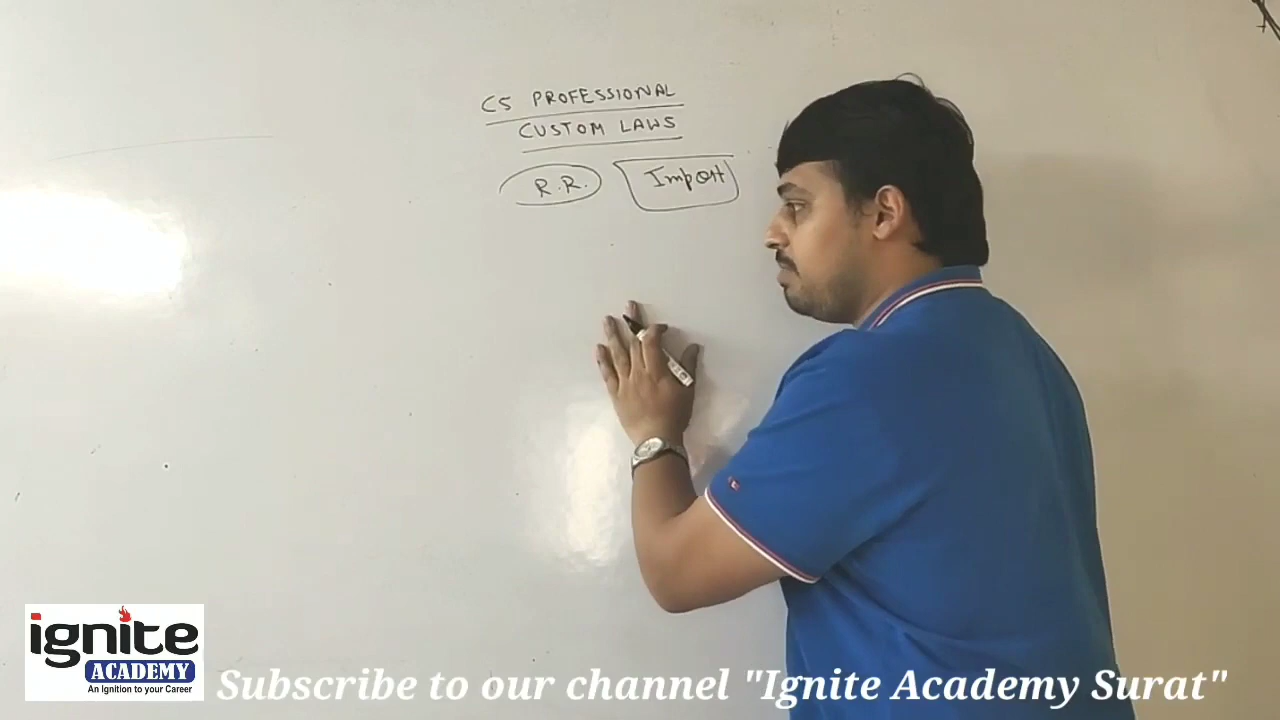 CS PROFESSIONAL
CUSTOM LAWS
R.R. Import
ignite
ACADEMY
An Ignition to your Career
Subscribe to our channel "Ignite Academy Surat"